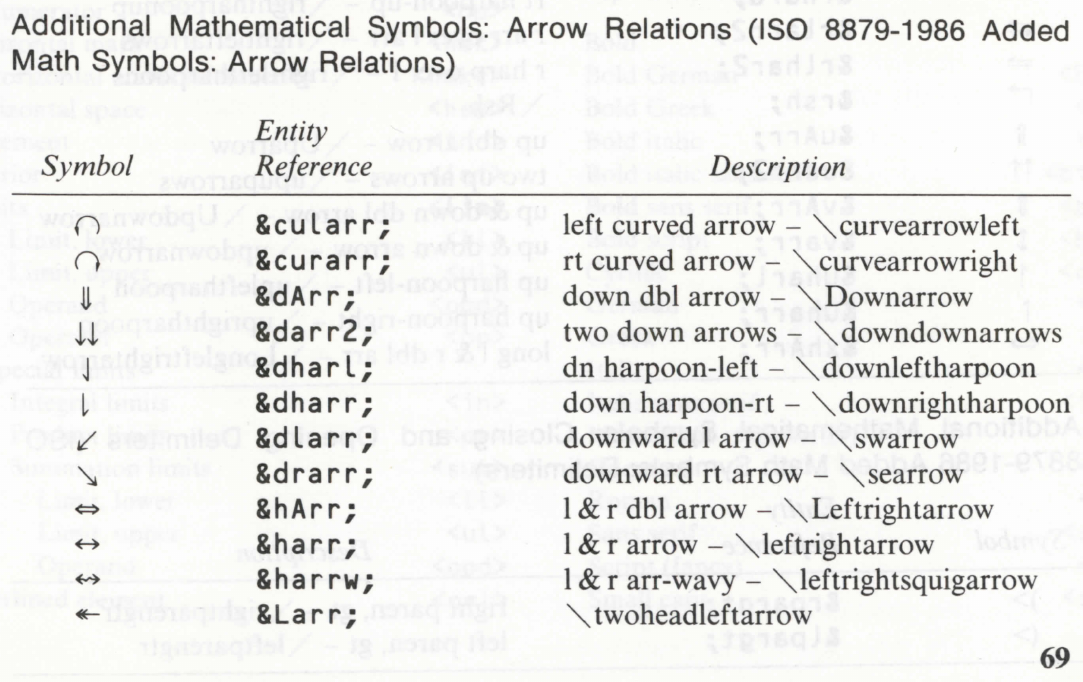 Additional Mathematical Symbols: Arrow Relations (ISO 8879-1986 Added
Math Symbols: Arrow Relations)
Entity
Symbol Reference Description
↶ &cularr; left curved arrow – \curvearrowleft
↷ &curarr; rt curved arrow – \curvearrowright
⇓ &dArr; down dbl arrow – \Downarrow
⇊ &darr2; two down arrows – \downdownarrows
⇃ &dharl; dn harpoon-left – \downleftharpoon
⇂ &dharr; down harpoon-rt – \downrightharpoon
↙ &dlarr; downward l arrow – \swarrow
↘ &drarr; downward rt arrow – \searrow
⇔ &hArr; l & r dbl arrow – \Leftrightarrow
↔ &harr; l & r arrow – \leftrightarrow
↭ &harrw; l & r arr-wavy – \leftrightsquigarrow
↞ &Larr; \twoheadleftarrow
69